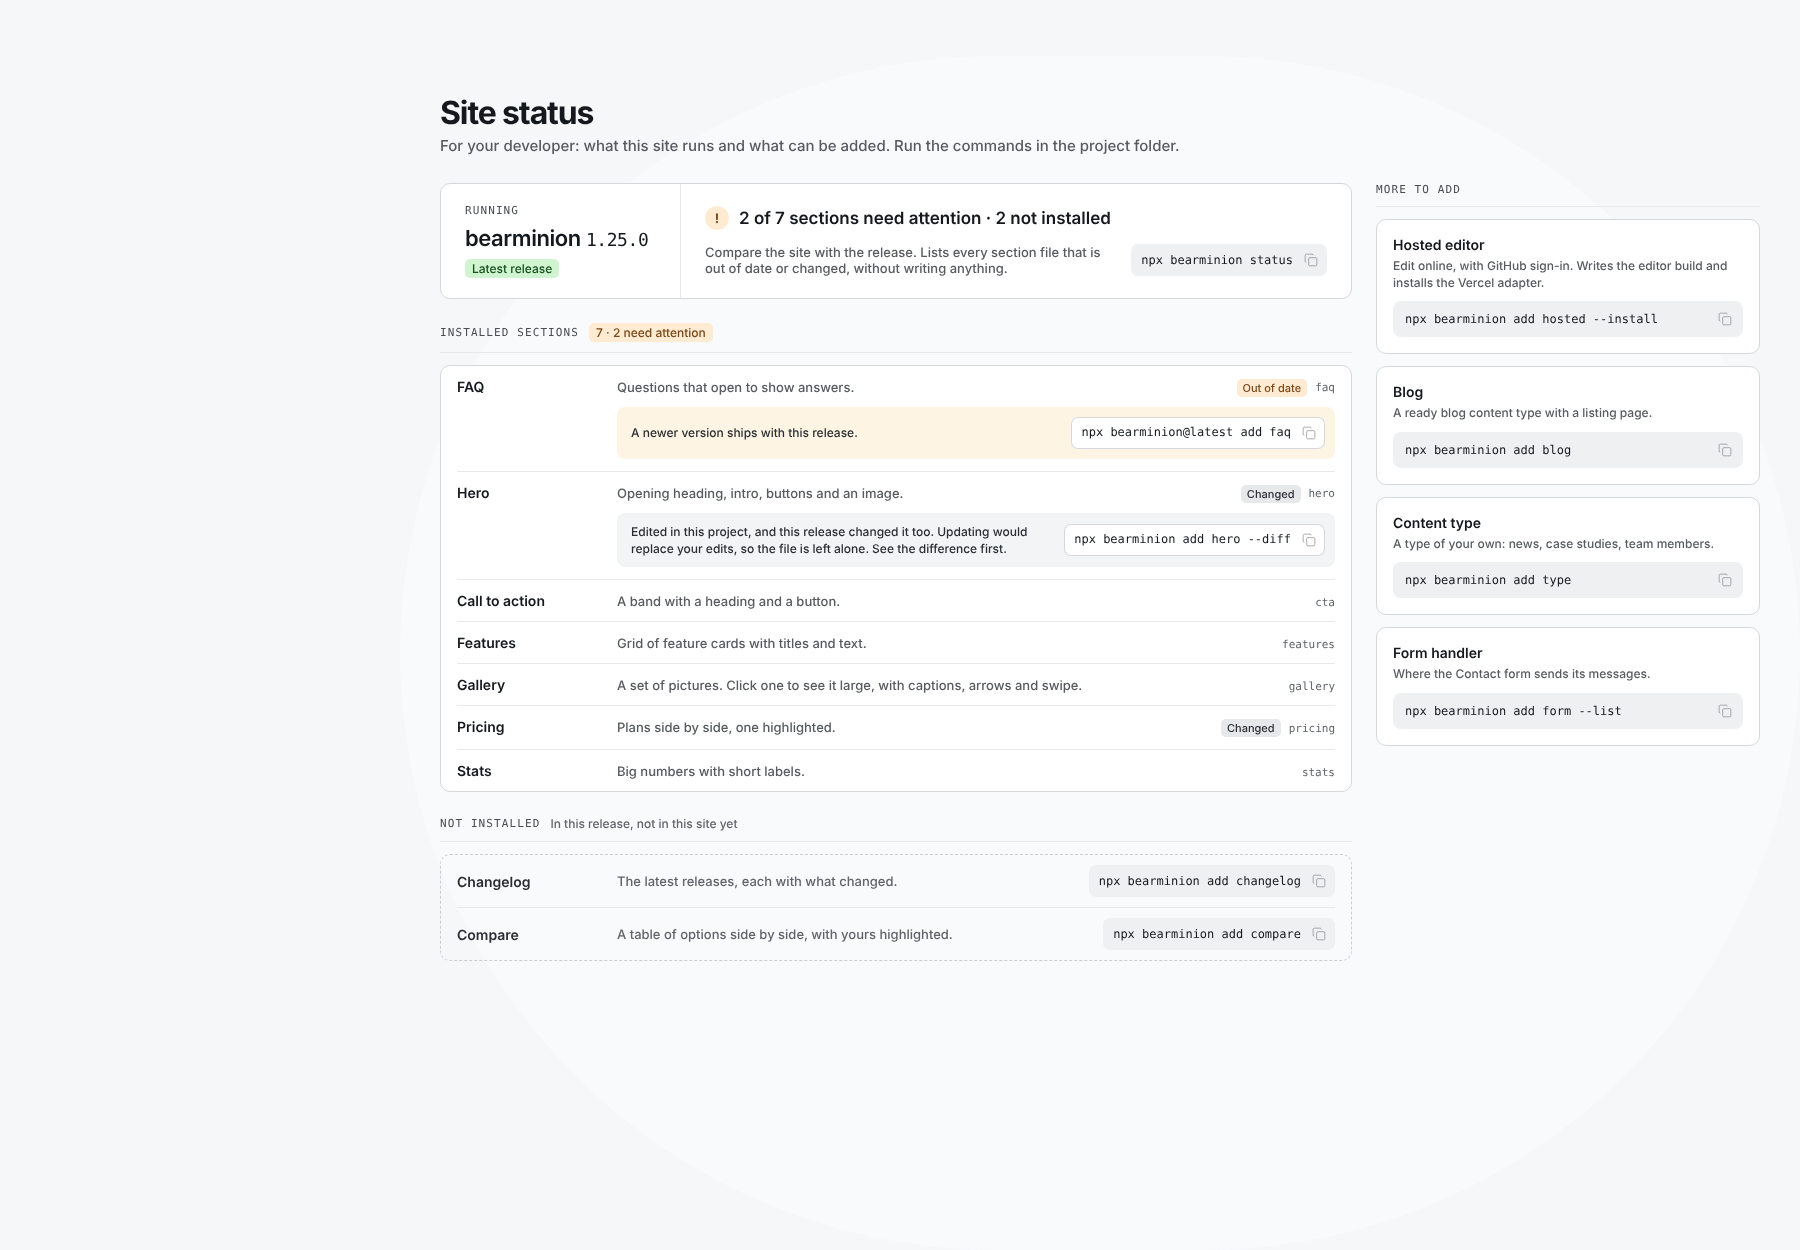 Site status
For your developer: what this site runs and what can be added. Run the commands in the project folder.
RUNNING
bearminion 1.25.0
Latest release
! 2 of 7 sections need attention · 2 not installed
Compare the site with the release. Lists every section file that is
out of date or changed, without writing anything.
npx bearminion status
INSTALLED SECTIONS 7 · 2 need attention
FAQ Questions that open to show answers. Out of date faq
A newer version ships with this release. npx bearminion@latest add faq
Hero Opening heading, intro, buttons and an image. Changed hero
Edited in this project, and this release changed it too. Updating would
replace your edits, so the file is left alone. See the difference first.
npx bearminion add hero --diff
Call to action A band with a heading and a button. cta
Features Grid of feature cards with titles and text. features
Gallery A set of pictures. Click one to see it large, with captions, arrows and swipe. gallery
Pricing Plans side by side, one highlighted. Changed pricing
Stats Big numbers with short labels. stats
NOT INSTALLED In this release, not in this site yet
Changelog The latest releases, each with what changed. npx bearminion add changelog
Compare A table of options side by side, with yours highlighted. npx bearminion add compare
MORE TO ADD
Hosted editor
Edit online, with GitHub sign-in. Writes the editor build and
installs the Vercel adapter.
npx bearminion add hosted --install
Blog
A ready blog content type with a listing page.
npx bearminion add blog
Content type
A type of your own: news, case studies, team members.
npx bearminion add type
Form handler
Where the Contact form sends its messages.
npx bearminion add form --list